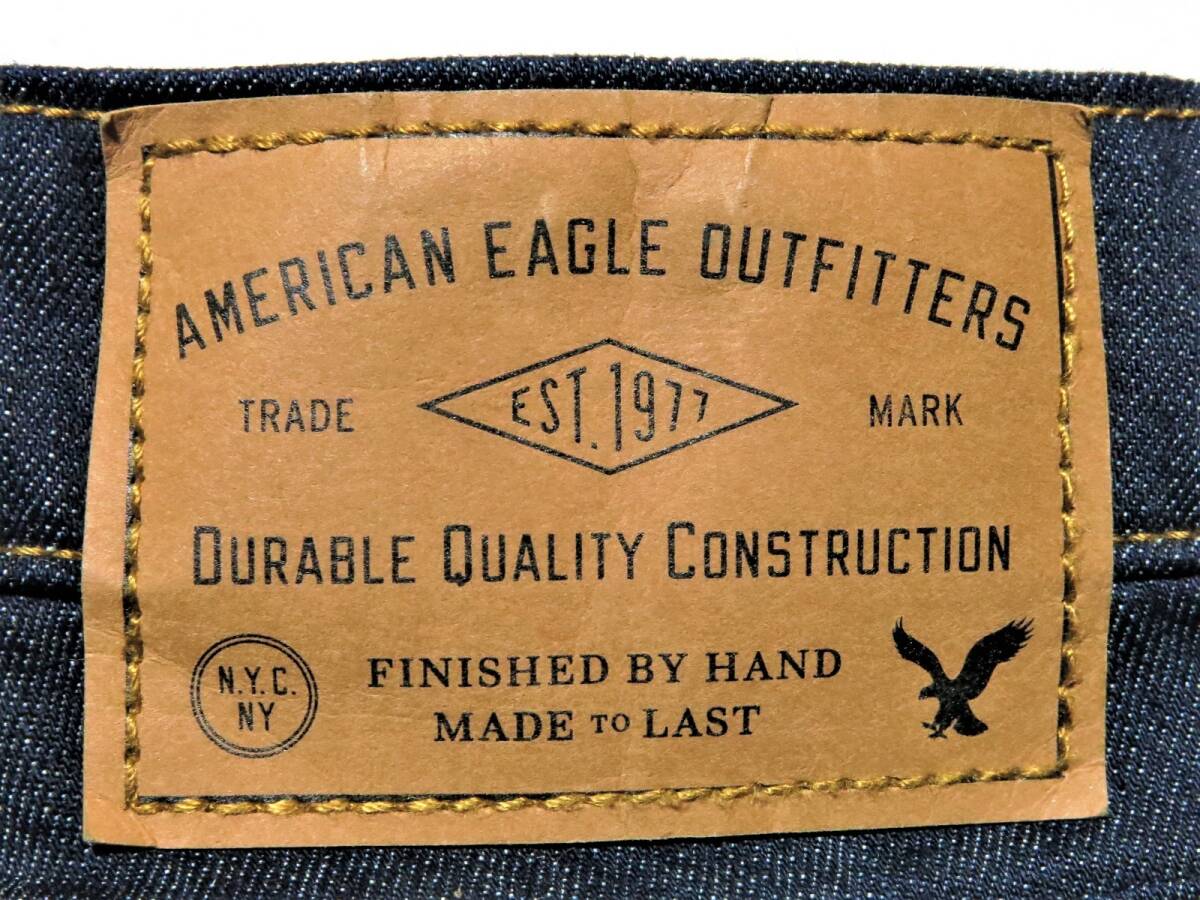 AMERICAN EAGLE OUTFITTERS
TRADE EST. 1977 MARK
DURABLE QUALITY CONSTRUCTION
N.Y.C.
NY
FINISHED BY HAND
MADE TO LAST